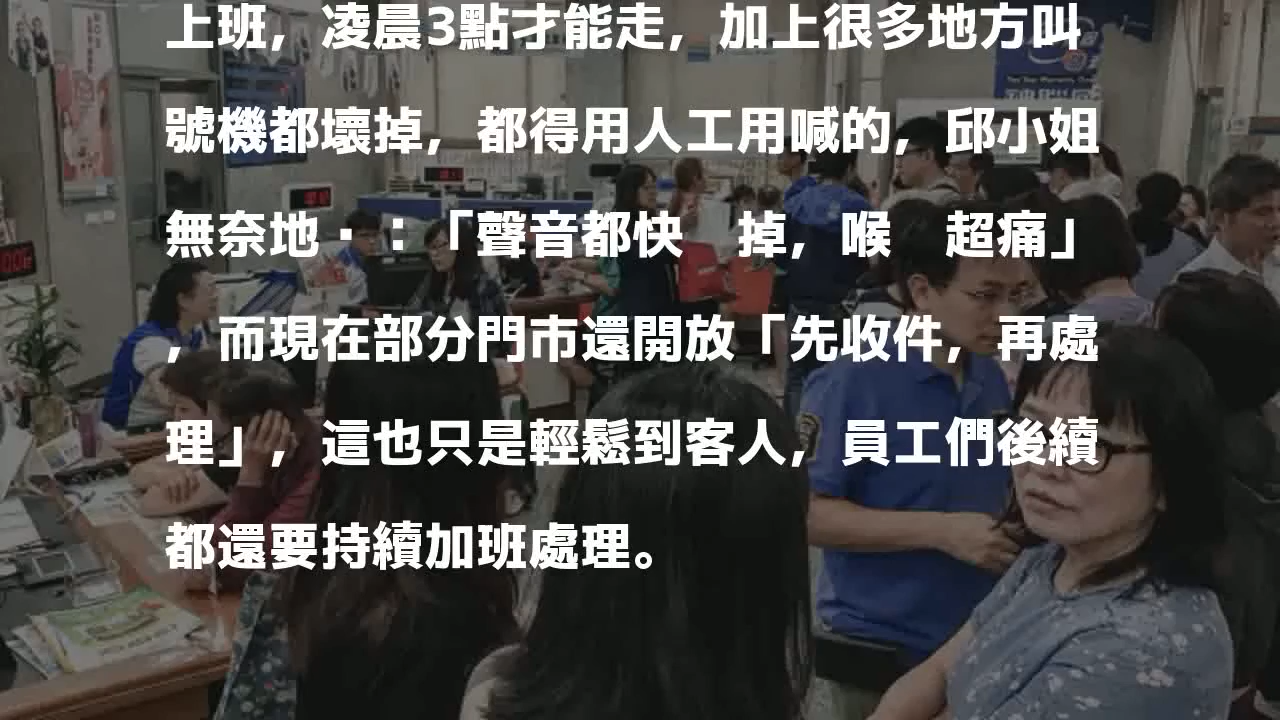 上班，凌晨3點才能走，加上很多地方叫
號機都壞掉，都得用人工用喊的，邱小姐
無奈地·：「聲音都快　掉，喉　超痛」
，而現在部分門市還開放「先收件，再處
理」，這也只是輕鬆到客人，員工們後續
都還要持續加班處理。